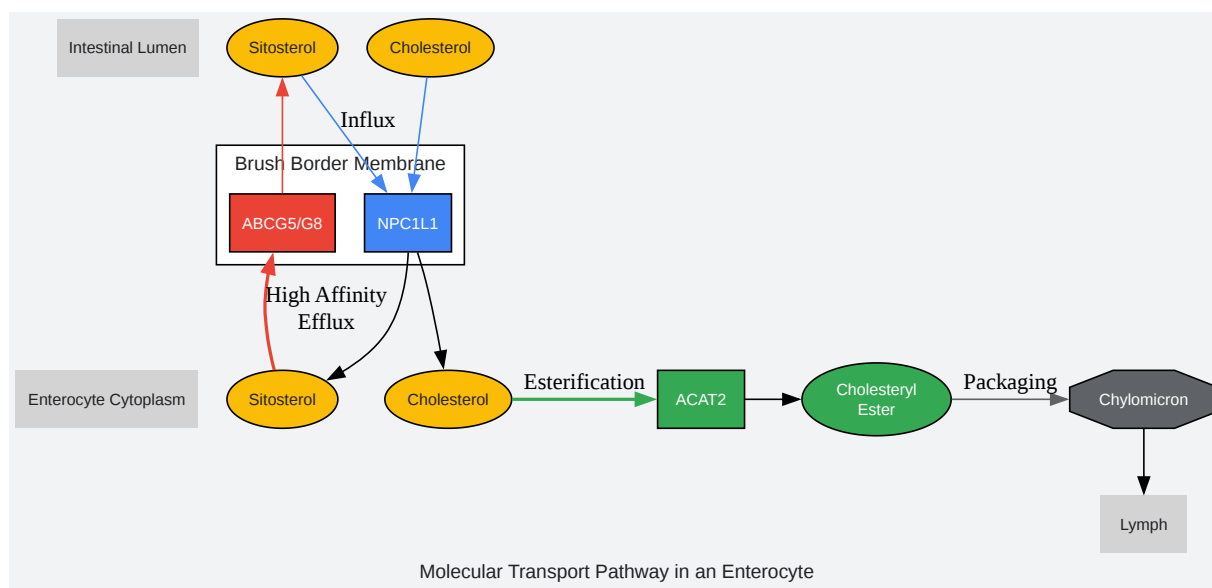 Intestinal Lumen
Sitosterol
Cholesterol
Influx
Brush Border Membrane
ABCG5/G8
NPC1L1
High Affinity
Efflux
Enterocyte Cytoplasm
Sitosterol
Cholesterol
Esterification
ACAT2
Cholesteryl
Ester
Packaging
Chylomicron
Lymph
Molecular Transport Pathway in an Enterocyte